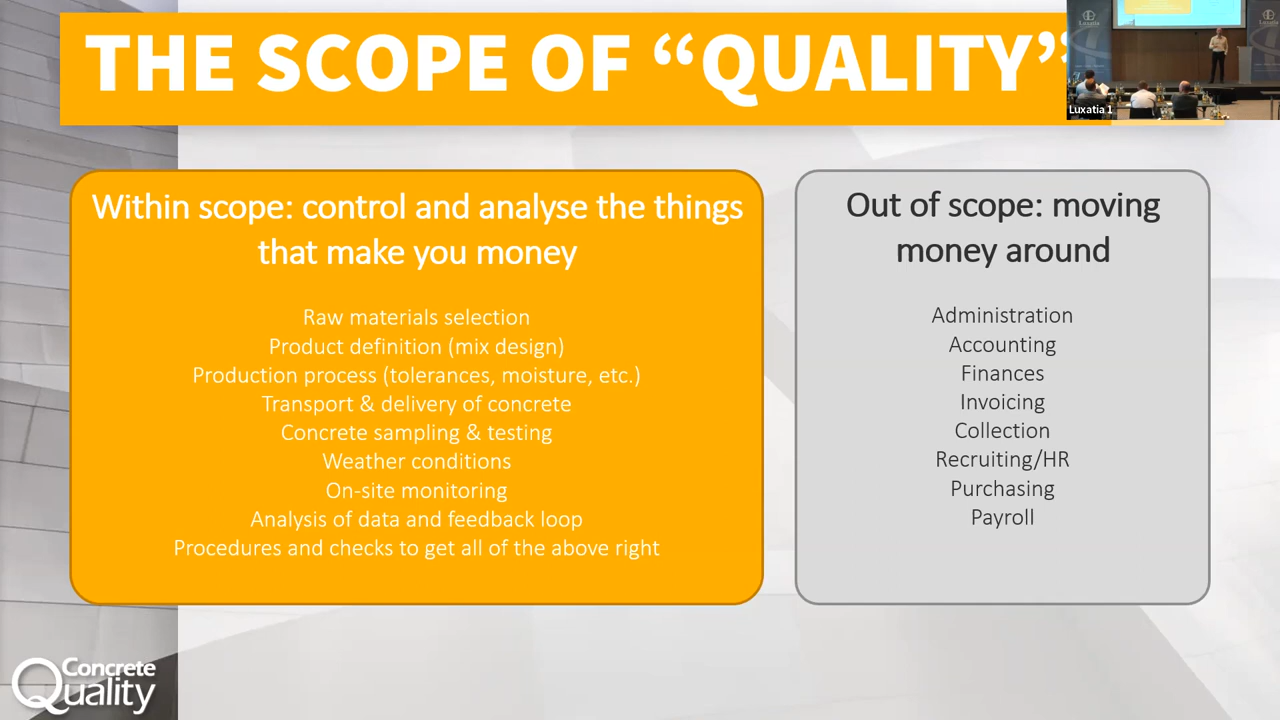 THE SCOPE OF “QUALITY”
Luxatia 1
Within scope: control and analyse the things
that make you money
Raw materials selection
Product definition (mix design)
Production process (tolerances, moisture, etc.)
Transport & delivery of concrete
Concrete sampling & testing
Weather conditions
On-site monitoring
Analysis of data and feedback loop
Procedures and checks to get all of the above right
Out of scope: moving
money around
Administration
Accounting
Finances
Invoicing
Collection
Recruiting/HR
Purchasing
Payroll
Concrete
Quality